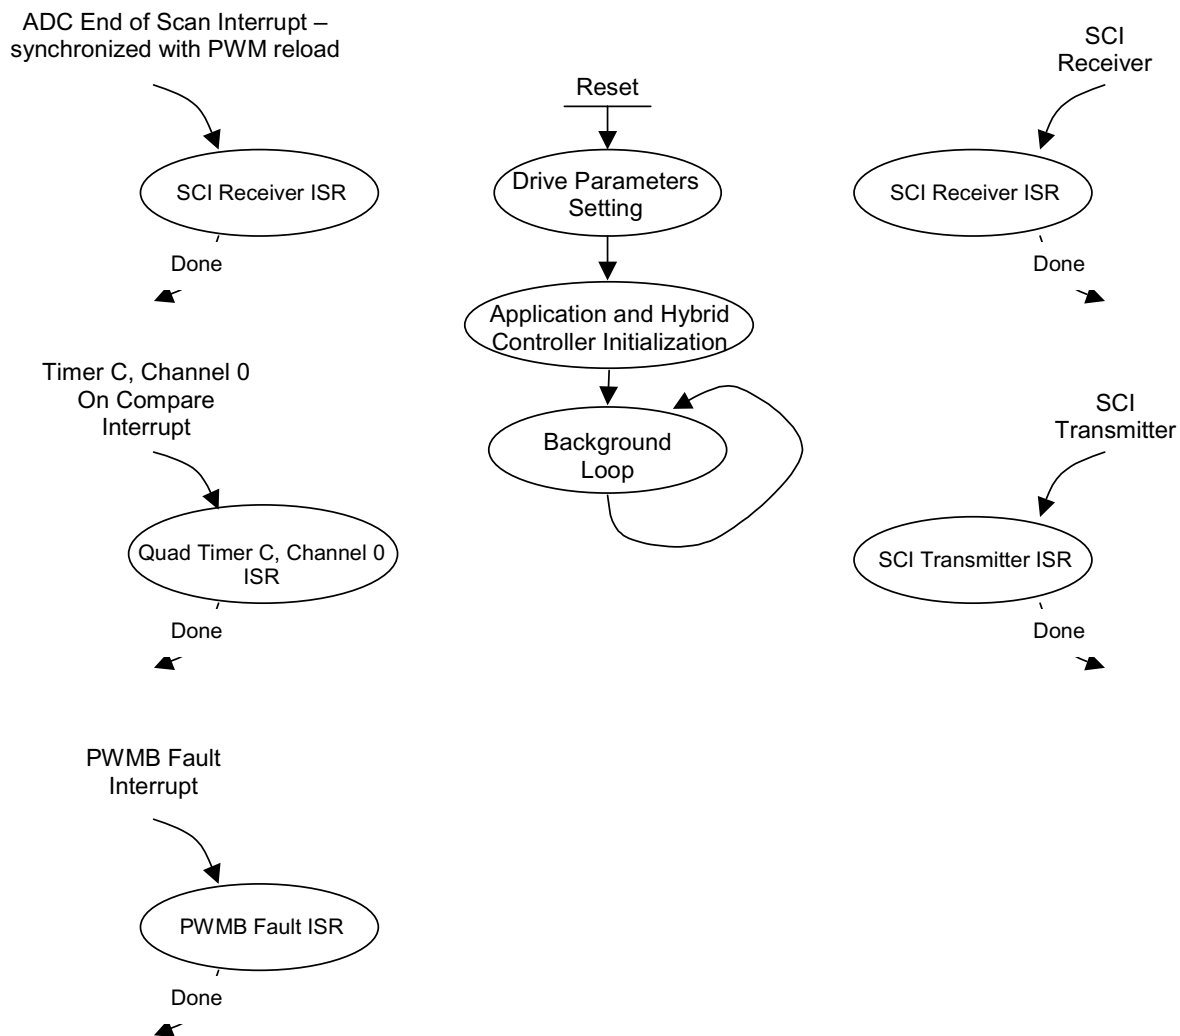 ADC End of Scan Interrupt –
synchronized with PWM reload
SCI Receiver ISR
Done
Timer C, Channel 0
On Compare
Interrupt
Quad Timer C, Channel 0
ISR
Done
PWMB Fault
Interrupt
PWMB Fault ISR
Done
Reset
Drive Parameters
Setting
Application and Hybrid
Controller Initialization
Background
Loop
SCI
Receiver
SCI Receiver ISR
Done
SCI
Transmitter
SCI Transmitter ISR
Done